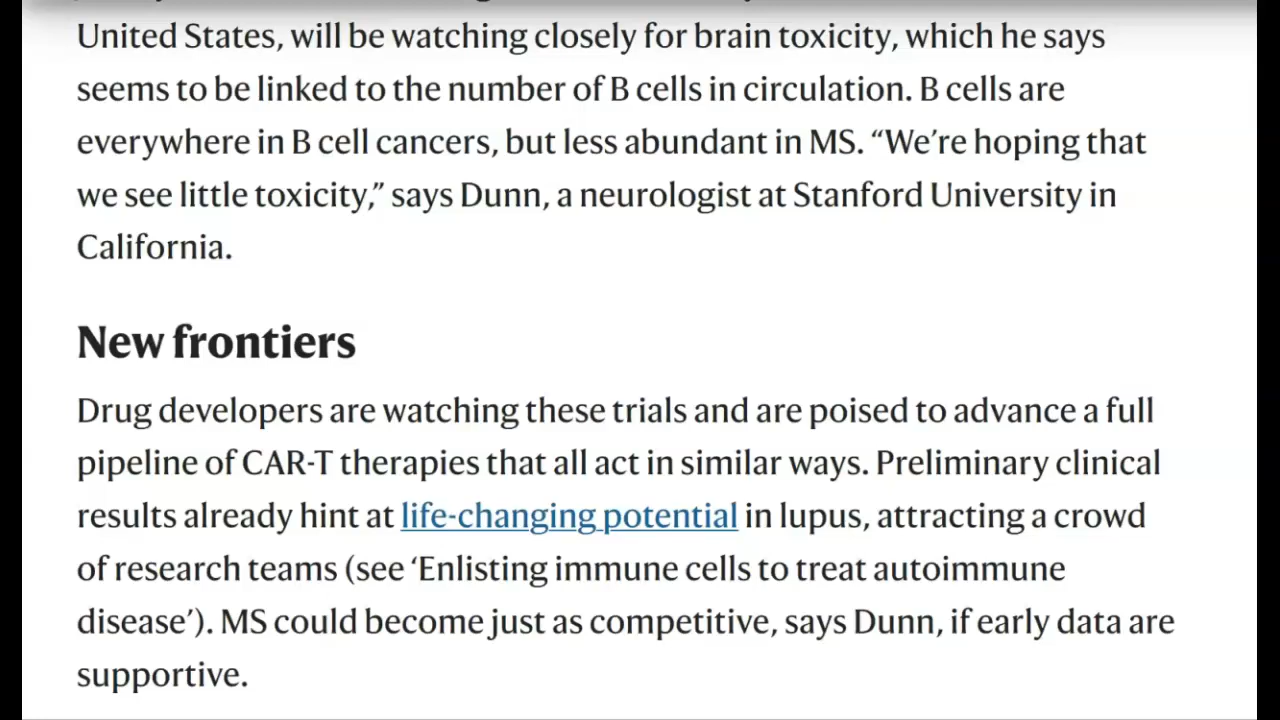 United States, will be watching closely for brain toxicity, which he says
seems to be linked to the number of B cells in circulation. B cells are
everywhere in B cell cancers, but less abundant in MS. “We’re hoping that
we see little toxicity,” says Dunn, a neurologist at Stanford University in
California.
New frontiers
Drug developers are watching these trials and are poised to advance a full
pipeline of CAR-T therapies that all act in similar ways. Preliminary clinical
results already hint at life-changing potential in lupus, attracting a crowd
of research teams (see ‘Enlisting immune cells to treat autoimmune
disease’). MS could become just as competitive, says Dunn, if early data are
supportive.